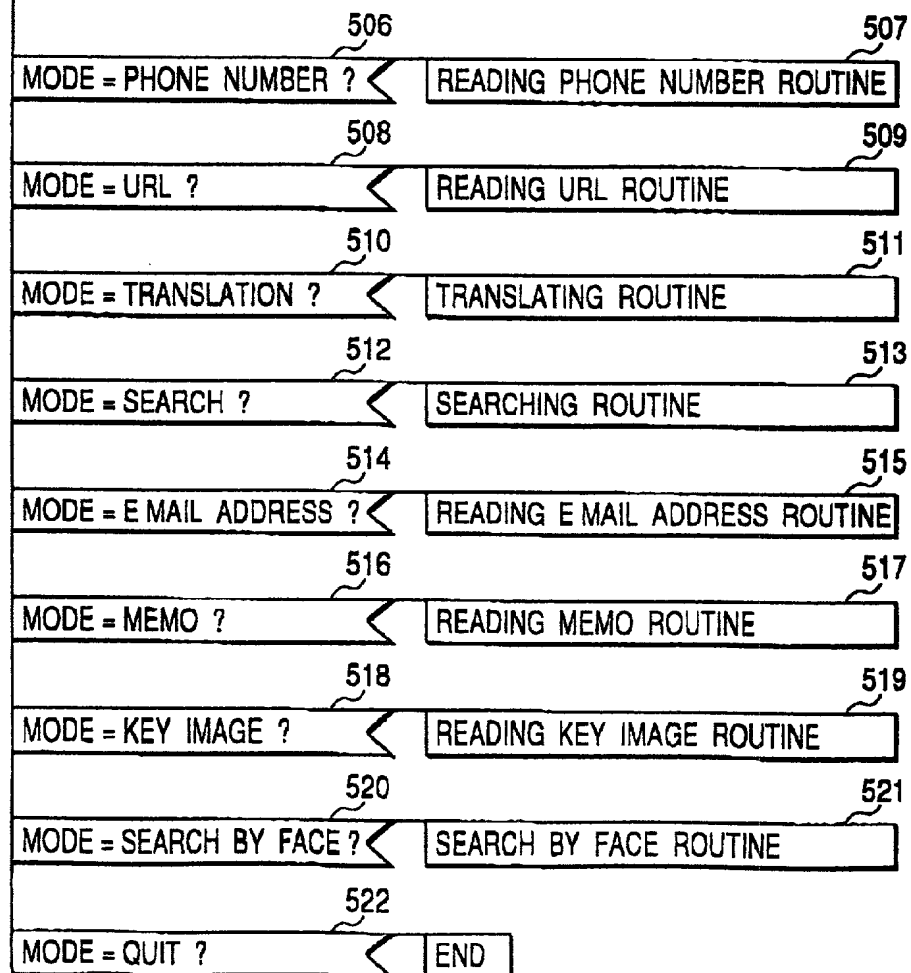 506 507
MODE = PHONE NUMBER ? READING PHONE NUMBER ROUTINE
508 509
MODE = URL ? READING URL ROUTINE
510 511
MODE = TRANSLATION ? TRANSLATING ROUTINE
512 513
MODE = SEARCH ? SEARCHING ROUTINE
514 515
MODE = E MAIL ADDRESS ? READING E MAIL ADDRESS ROUTINE
516 517
MODE = MEMO ? READING MEMO ROUTINE
518 519
MODE = KEY IMAGE ? READING KEY IMAGE ROUTINE
520 521
MODE = SEARCH BY FACE ? SEARCH BY FACE ROUTINE
522
MODE = QUIT ? END